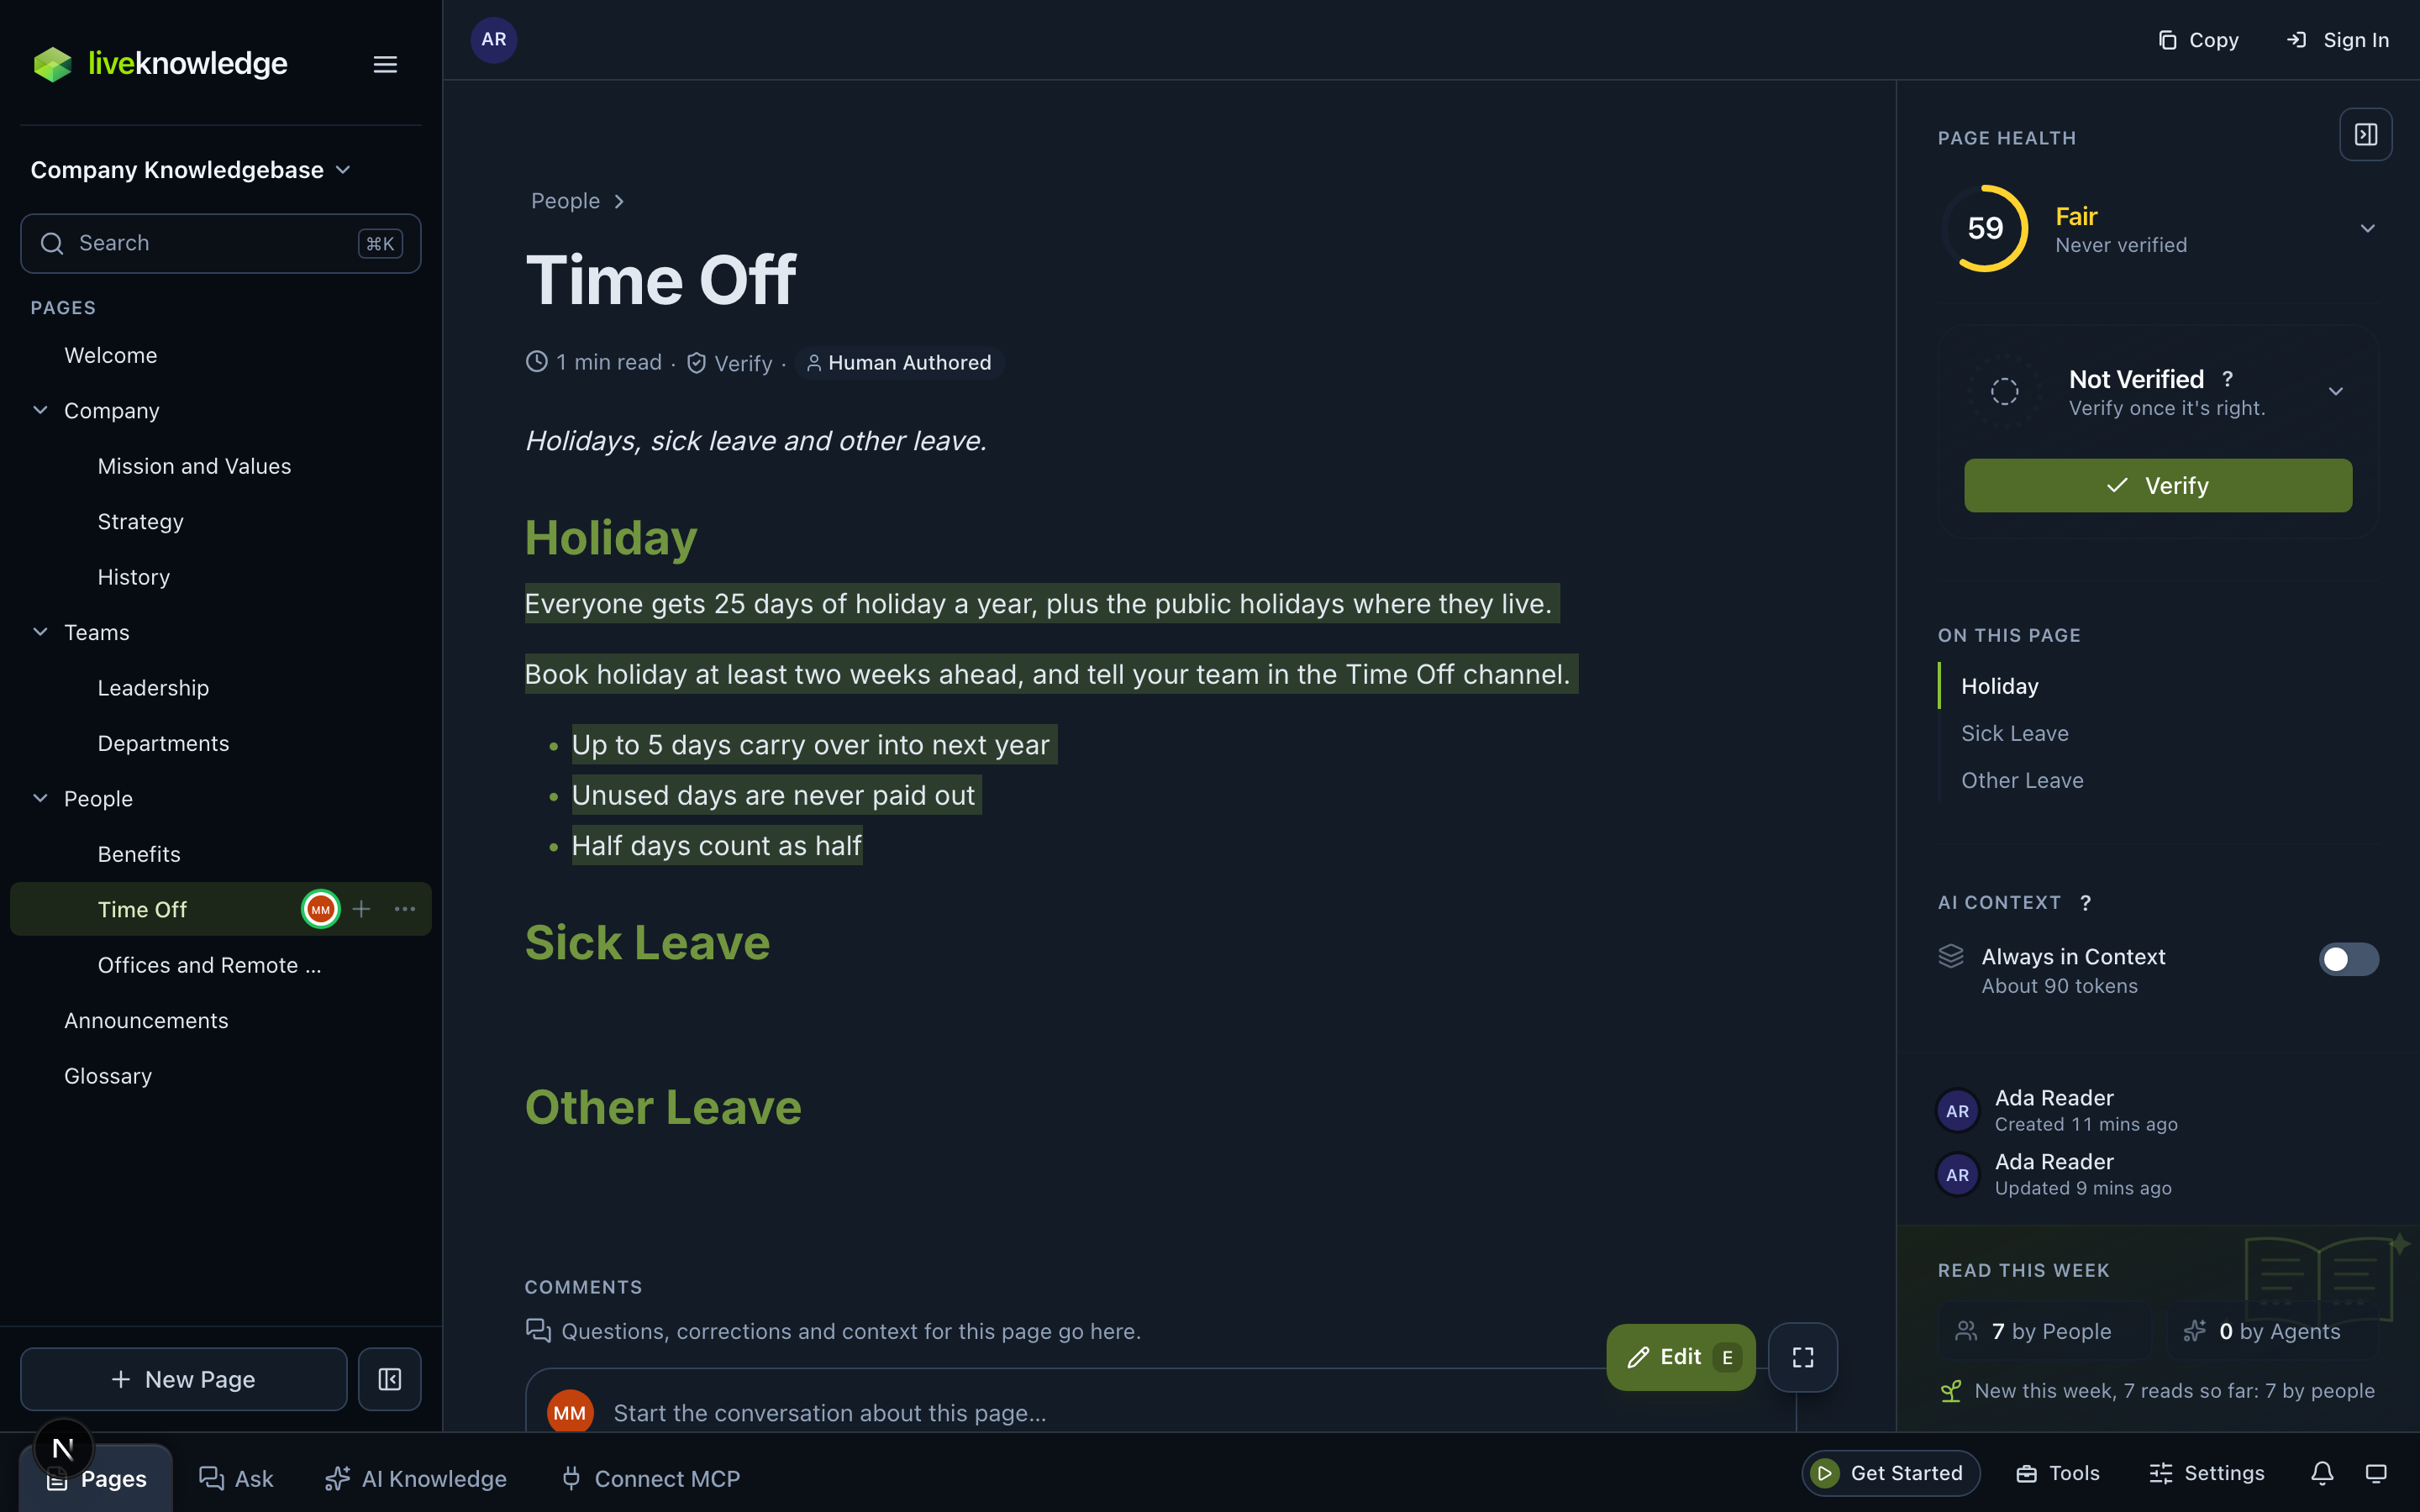 liveknowledge
Company Knowledgebase
Search ⌘K
PAGES
Welcome
Company
Mission and Values
Strategy
History
Teams
Leadership
Departments
People
Benefits
Time Off MM
Offices and Remote ...
Announcements
Glossary
New Page
AR
Copy
Sign In
People
Time Off
1 min read · Verify · Human Authored
Holidays, sick leave and other leave.
Holiday
Everyone gets 25 days of holiday a year, plus the public holidays where they live.
Book holiday at least two weeks ahead, and tell your team in the Time Off channel.
• Up to 5 days carry over into next year
• Unused days are never paid out
• Half days count as half
Sick Leave
Other Leave
COMMENTS
Questions, corrections and context for this page go here.
MM Start the conversation about this page...
Edit E
PAGE HEALTH
59
Fair
Never verified
Not Verified ?
Verify once it's right.
Verify
ON THIS PAGE
Holiday
Sick Leave
Other Leave
AI CONTEXT ?
Always in Context
About 90 tokens
AR Ada Reader
Created 11 mins ago
AR Ada Reader
Updated 9 mins ago
READ THIS WEEK
7 by People
0 by Agents
New this week, 7 reads so far: 7 by people
N
Pages
Ask
AI Knowledge
Connect MCP
Get Started
Tools
Settings